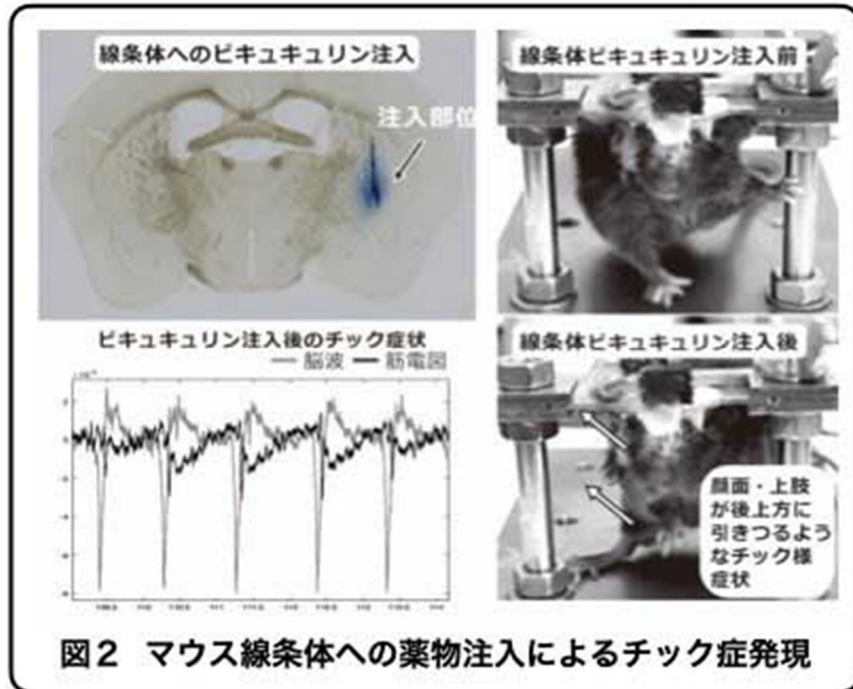 線条体へのビキュキュリン注入
注入部位
ビキュキュリン注入後のチック症状
脳波 筋電図
線条体ビキュキュリン注入前
線条体ビキュキュリン注入後
顔面・上肢
が後上方に
引きつるよう
なチック様
症状
図2 マウス線条体への薬物注入によるチック症発現